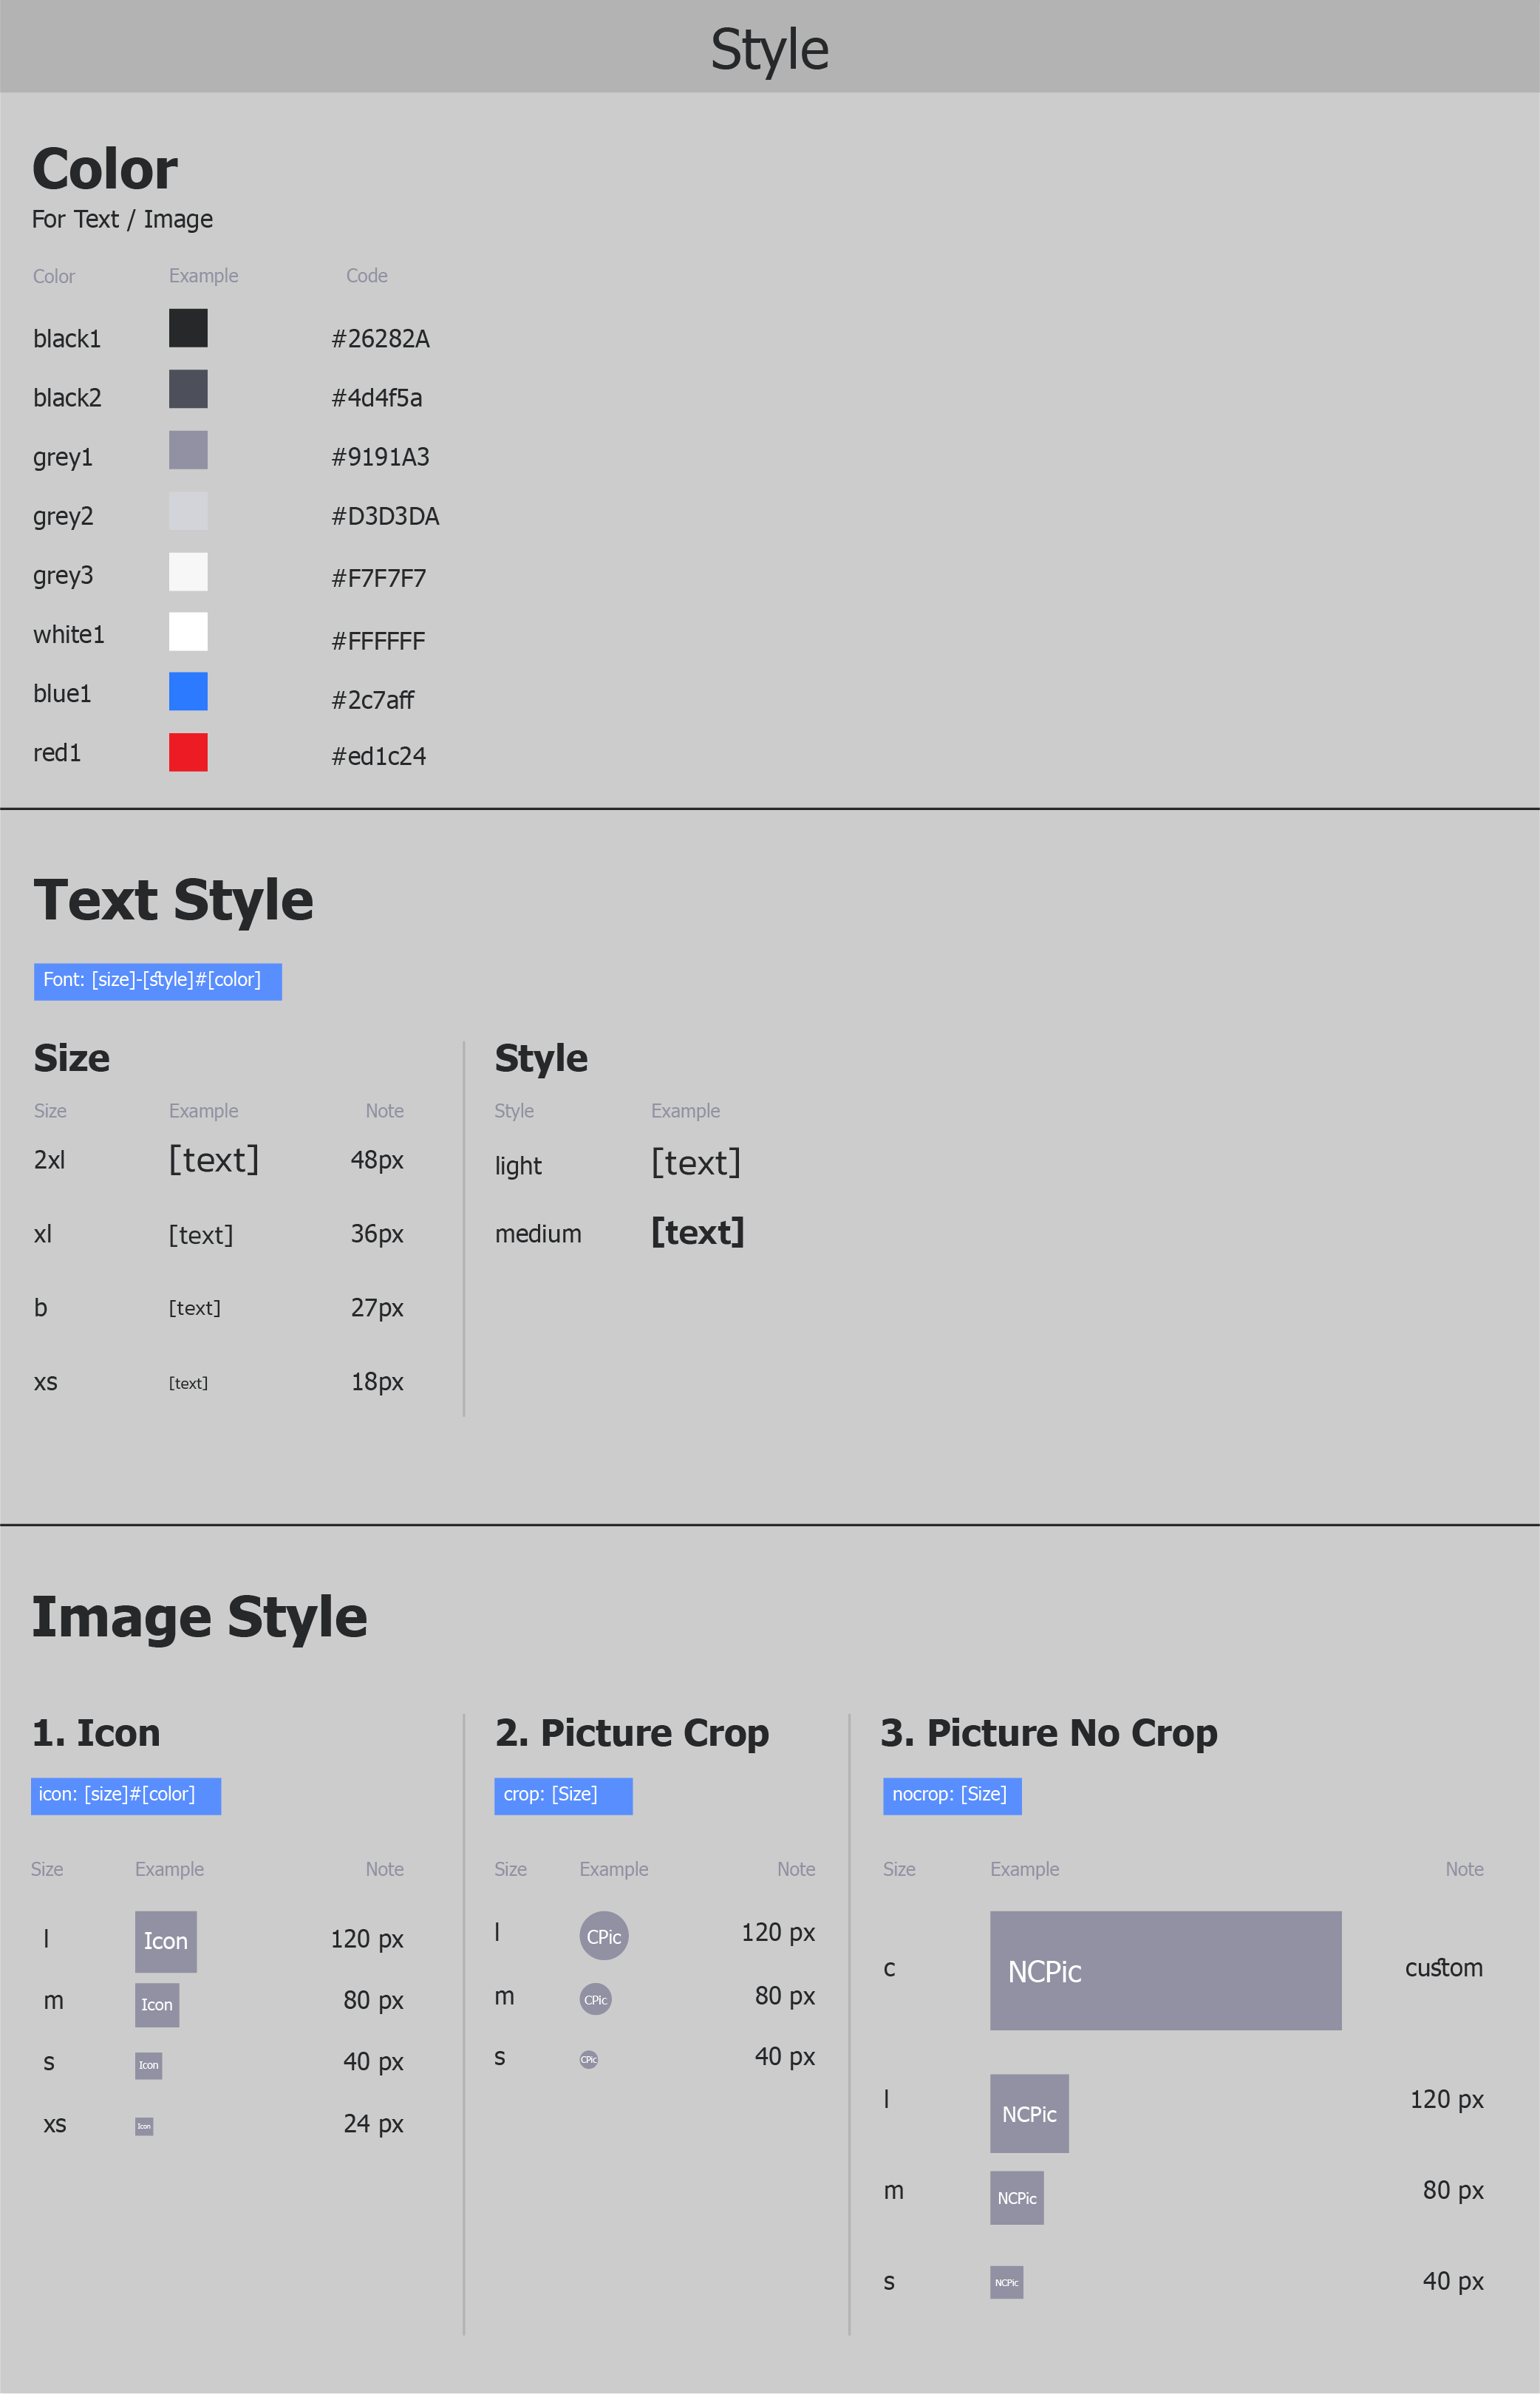 Style
Color
For Text / Image
Color Example Code
black1 #26282A
black2 #4d4f5a
grey1 #9191A3
grey2 #D3D3DA
grey3 #F7F7F7
white1 #FFFFFF
blue1 #2c7aff
red1 #ed1c24
Text Style
Font: [size]-[style]#[color]
Size
Size Example Note
2xl [text] 48px
xl [text] 36px
b [text] 27px
xs [text] 18px
Style
Style Example
light [text]
medium [text]
Image Style
1. Icon
icon: [size]#[color]
Size Example Note
l Icon 120 px
m Icon 80 px
s Icon 40 px
xs Icon 24 px
2. Picture Crop
crop: [Size]
Size Example Note
l CPic 120 px
m CPic 80 px
s CPic 40 px
3. Picture No Crop
nocrop: [Size]
Size Example Note
c NCPic custom
l NCPic 120 px
m NCPic 80 px
s NCPic 40 px